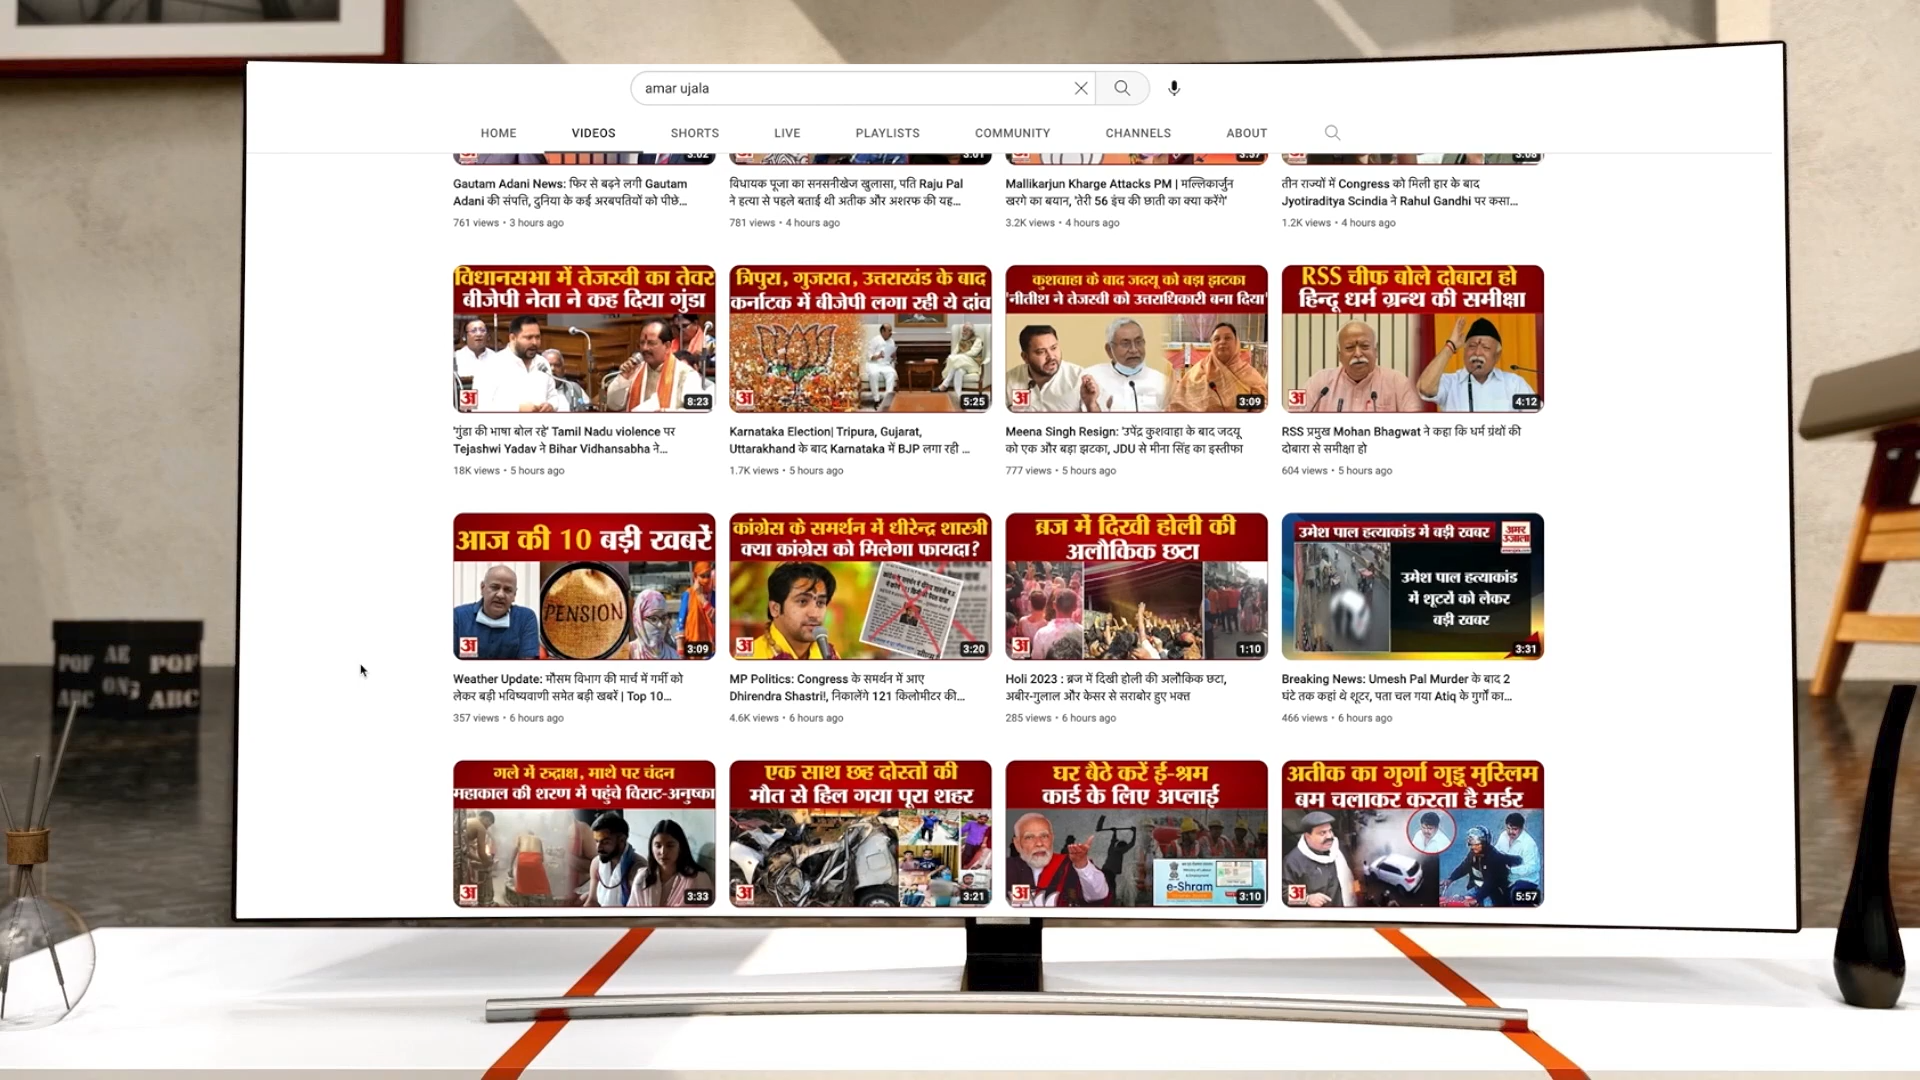 amar ujala
HOME VIDEOS SHORTS LIVE PLAYLISTS COMMUNITY CHANNELS ABOUT
3:02
3:01
3:37
3:08
Gautam Adani News: फिर से बढ़ने लगी Gautam
Adani की संपत्ति, दुनिया के कई अरबपतियों को पीछे...
761 views • 3 hours ago
विधायक पूजा का सनसनीखेज खुलासा, पति Raju Pal
ने हत्या से पहले बताई थी अतीक और अशरफ की यह...
781 views • 4 hours ago
Mallikarjun Kharge Attacks PM | मल्लिकार्जुन
खरगे का बयान, 'तेरी 56 इंच की छाती का क्या करेंगे'
3.2K views • 4 hours ago
तीन राज्यों में Congress को मिली हार के बाद
Jyotiraditya Scindia ने Rahul Gandhi पर कसा...
1.2K views • 4 hours ago
विधानसभा में तेजस्वी का तेवर
बीजेपी नेता ने कह दिया गुंडा
अ
8:23
'गुंडा की भाषा बोल रहे' Tamil Nadu violence पर
Tejashwi Yadav ने Bihar Vidhansabha ने...
18K views • 5 hours ago
त्रिपुरा, गुजरात, उत्तराखंड के बाद
कर्नाटक में बीजेपी लगा रही ये दांव
अ
5:25
Karnataka Election| Tripura, Gujarat,
Uttarakhand के बाद Karnataka में BJP लगा रही ...
1.7K views • 5 hours ago
कुशवाहा के बाद जदयू को बड़ा झटका
'नीतीश ने तेजस्वी को उत्तराधिकारी बना दिया'
अ
3:09
Meena Singh Resign: 'उपेंद्र कुशवाहा के बाद जदयू
को एक और बड़ा झटका, JDU से मीना सिंह का इस्तीफा
777 views • 5 hours ago
RSS चीफ बोले दोबारा हो
हिन्दू धर्म ग्रन्थ की समीक्षा
अ
4:12
RSS प्रमुख Mohan Bhagwat ने कहा कि धर्म ग्रंथों की
दोबारा से समीक्षा हो
604 views • 5 hours ago
आज की 10 बड़ी खबरें
PENSION
अ
3:09
Weather Update: मौसम विभाग की मार्च में गर्मी को
लेकर बड़ी भविष्यवाणी समेत बड़ी खबरें | Top 10...
357 views • 6 hours ago
कांग्रेस के समर्थन में धीरेन्द्र शास्त्री
क्या कांग्रेस को मिलेगा फायदा?
अ
3:20
MP Politics: Congress के समर्थन में आए
Dhirendra Shastri!, निकालेंगे 121 किलोमीटर की...
4.6K views • 6 hours ago
ब्रज में दिखी होली की
अलौकिक छटा
अ
1:10
Holi 2023 : ब्रज में दिखी होली की अलौकिक छटा,
अबीर-गुलाल और केसर से सराबोर हुए भक्त
285 views • 6 hours ago
उमेश पाल हत्याकांड में बड़ी खबर
अमर
उजाला
उमेश पाल हत्याकांड
में शूटरों को लेकर
बड़ी खबर
3:31
Breaking News: Umesh Pal Murder के बाद 2
घंटे तक कहां थे शूटर, पता चल गया Atiq के गुर्गों का...
466 views • 6 hours ago
गले में रुद्राक्ष, माथे पर चंदन
महाकाल की शरण में पहुंचे विराट-अनुष्का
अ
3:33
एक साथ छह दोस्तों की
मौत से हिल गया पूरा शहर
अ
3:21
घर बैठे करें ई-श्रम
कार्ड के लिए अप्लाई
e-Shram
अ
3:10
अतीक का गुर्गा गुड्डू मुस्लिम
बम चलाकर करता है मर्डर
अ
5:57
PQF AE PQF
ABC ABC